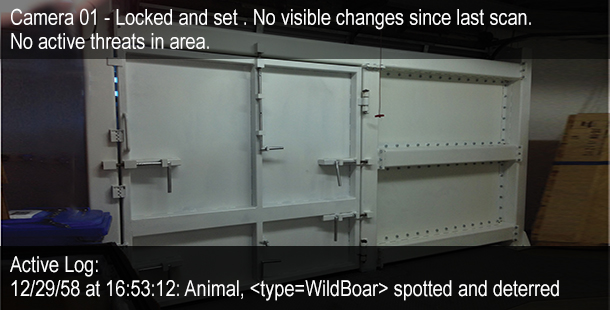 Camera 01 - Locked and set . No visible changes since last scan.
No active threats in area.
Active Log:
12/29/58 at 16:53:12: Animal, <type=WildBoar> spotted and deterred